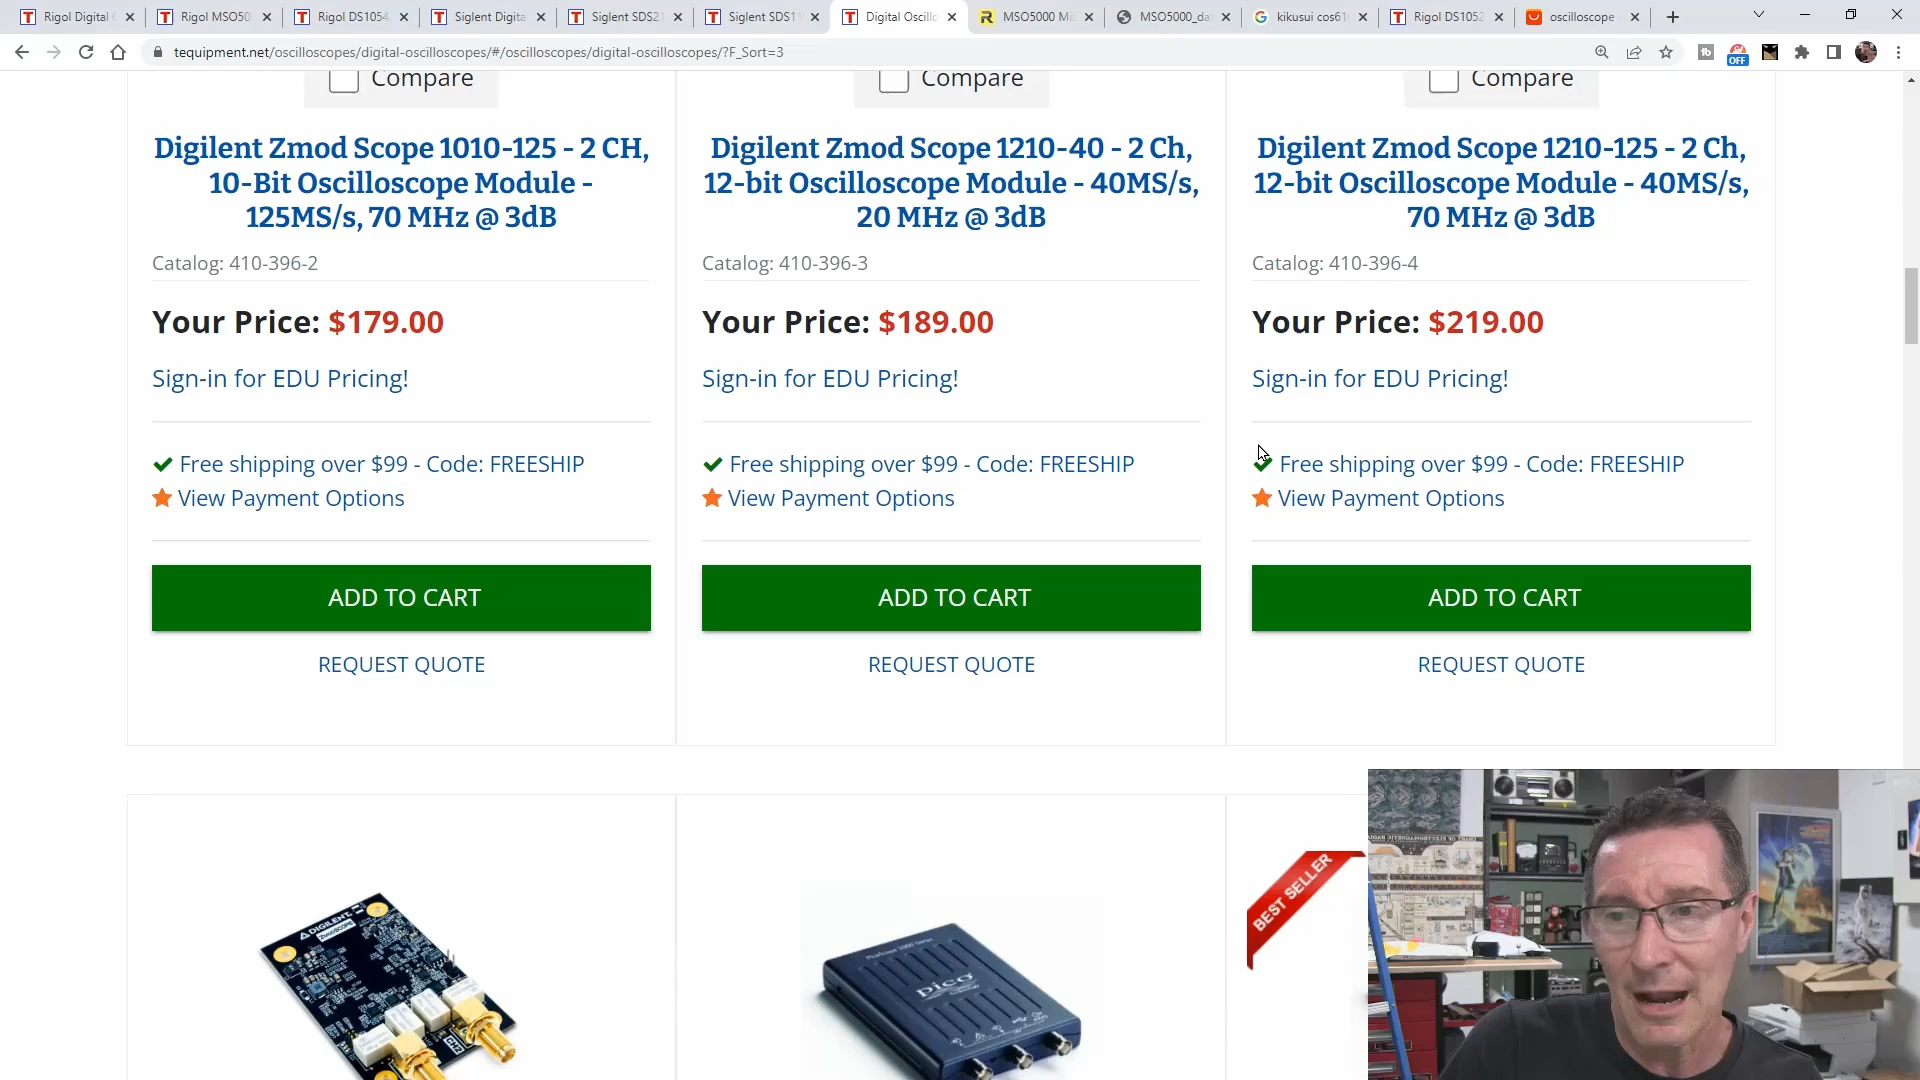 Rigol Digital
Rigol MSO50
Rigol DS1054
Siglent Digita
Siglent SDS21
Siglent SDS11
Digital Oscillo
MSO5000 M
MSO5000_da
kikusui cos61
Rigol DS1052
oscilloscope
tequipment.net/oscilloscopes/digital-oscilloscopes/#/oscilloscopes/digital-oscilloscopes/?F_Sort=3
OFF
Compare
Compare
Compare
Digilent Zmod Scope 1010-125 - 2 CH,
10-Bit Oscilloscope Module -
125MS/s, 70 MHz @ 3dB
Catalog: 410-396-2
Your Price: $179.00
Sign-in for EDU Pricing!
Free shipping over $99 - Code: FREESHIP
View Payment Options
ADD TO CART
REQUEST QUOTE
Digilent Zmod Scope 1210-40 - 2 Ch,
12-bit Oscilloscope Module - 40MS/s,
20 MHz @ 3dB
Catalog: 410-396-3
Your Price: $189.00
Sign-in for EDU Pricing!
Free shipping over $99 - Code: FREESHIP
View Payment Options
ADD TO CART
REQUEST QUOTE
Digilent Zmod Scope 1210-125 - 2 Ch,
12-bit Oscilloscope Module - 40MS/s,
70 MHz @ 3dB
Catalog: 410-396-4
Your Price: $219.00
Sign-in for EDU Pricing!
Free shipping over $99 - Code: FREESHIP
View Payment Options
ADD TO CART
REQUEST QUOTE
DIGILENT
ZmodSCOPE
CH2
pico
BEST SELLER